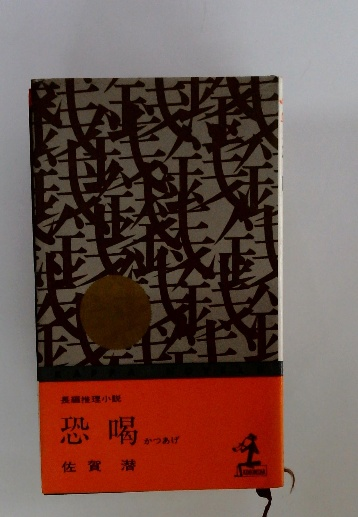 長編推理小説
恐喝 かつあげ
佐賀潜